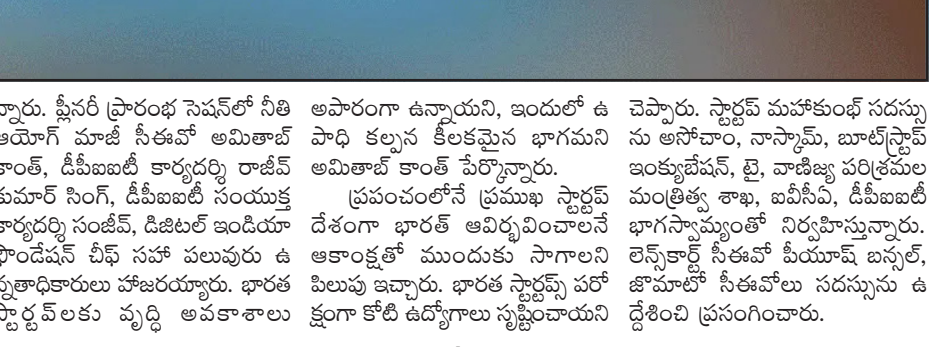 న్నారు. ప్లీనరీ ప్రారంభ సెషన్‌లో నీతి
ఆయోగ్ మాజీ సీఈవో అమితాబ్
కాంత్, డీపీఐఐటీ కార్యదర్శి రాజీవ్
కుమార్ సింగ్, డీపీఐఐటీ సంయుక్త
కార్యదర్శి సంజీవ్, డిజిటల్ ఇండియా
ఫౌండేషన్ చీఫ్ సహా పలువురు ఉ
న్నతాధికారులు హాజరయ్యారు. భారత
స్టార్టప్‌లకు వృద్ధి అవకాశాలు
అపారంగా ఉన్నాయని, ఇందులో ఉ
పాధి కల్పన కీలకమైన భాగమని
అమితాబ్ కాంత్ పేర్కొన్నారు.
ప్రపంచంలోనే ప్రముఖ స్టార్టప్
దేశంగా భారత్ ఆవిర్భవించాలనే
ఆకాంక్షతో ముందుకు సాగాలని
పిలుపు ఇచ్చారు. భారత స్టార్టప్స్ పరో
క్షంగా కోటి ఉద్యోగాలు సృష్టించాయని
చెప్పారు. స్టార్టప్ మహాకుంభ్ సదస్సు
ను అసోచాం, నాస్కామ్, బూట్‌స్ట్రాప్
ఇంక్యుబేషన్, టై, వాణిజ్య పరిశ్రమల
మంత్రిత్వ శాఖ, ఐవీసీఏ, డీపీఐఐటీ
భాగస్వామ్యంతో నిర్వహిస్తున్నారు.
లెన్స్‌కార్ట్ సీఈవో పీయూష్ బన్సల్,
జొమాటో సీఈవోలు సదస్సును ఉ
ద్దేశించి ప్రసంగించారు.